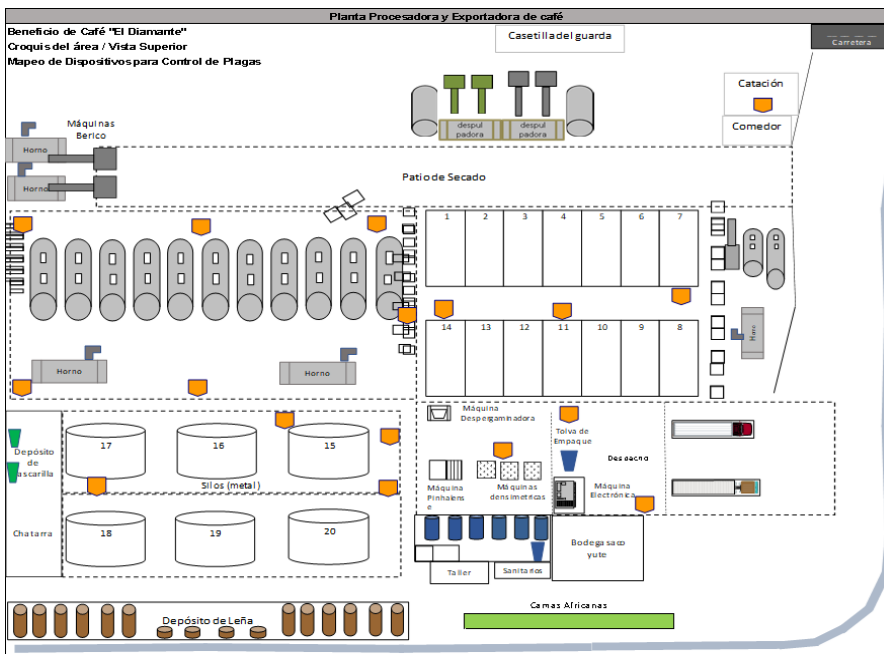 Planta Procesadora y Exportadora de café
Beneficio de Café "El Diamante"
Croquis del área / Vista Superior
Mapeo de Dispositivos para Control de Plagas
Casetilla del guarda
Carretera
Catación
Comedor
Máquinas
Berico
Horno
Horno
despul
padora
despul
padora
Patio de Secado
1 2 3 4 5 6 7
14 13 12 11 10 9 8
Horno
Horno
Horno
Depósito
de
ascarilla
Chatarra
17 16 15
Silos (metal)
18 19 20
Máquina
Despergaminadora
Tolva de
Empaque
Despacho
Máquina
Pinhalens
e
Máquinas
densimetricas
Máquina
Electrónica
Taller
Sanitarios
Bodega saco
yute
Depósito de Leña
Camas Africanas